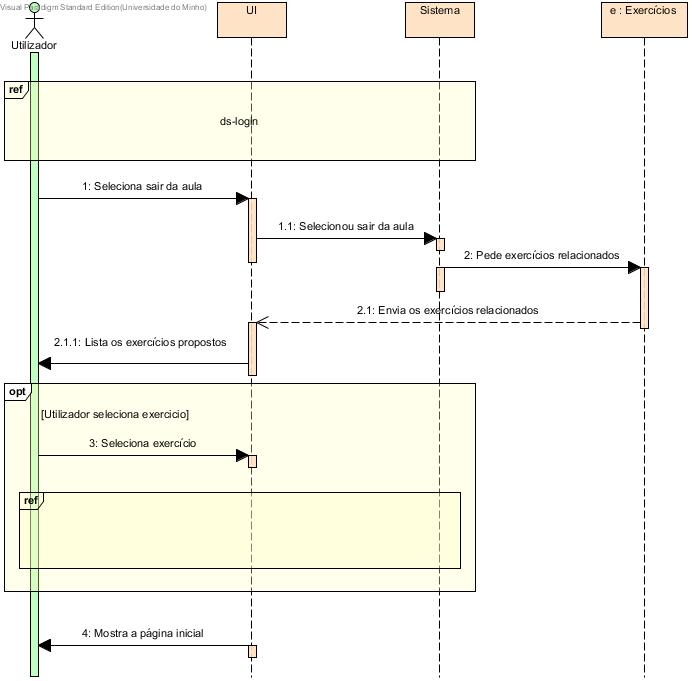 Visual Paradigm Standard Edition(Universidade do Minho)
UI
Sistema
e : Exercícios
Utilizador
ref
ds-login
1: Seleciona sair da aula
1.1: Selecionou sair da aula
2: Pede exercícios relacionados
2.1: Envia os exercícios relacionados
2.1.1: Lista os exercícios propostos
opt
[Utilizador seleciona exercicio]
3: Seleciona exercício
ref
4: Mostra a página inicial